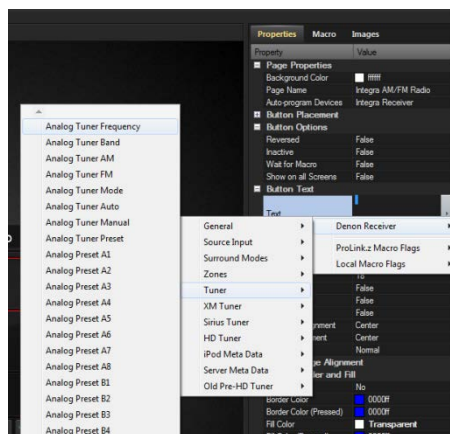 Properties Macro Images
Property Value
Page Properties
Background Color ffffff
Page Name Integra AM/FM Radio
Auto-program Devices Integra Receiver
Button Placement
Button Options
Reversed False
Inactive False
Wait for Macro False
Show on all Screens False
Button Text
Text
Denon Receiver
ProLink.z Macro Flags
Local Macro Flags
General
Source Input
Surround Modes
Zones
Tuner
XM Tuner
Sirius Tuner
HD Tuner
iPod Meta Data
Server Meta Data
Old Pre-HD Tuner
Analog Tuner Frequency
Analog Tuner Band
Analog Tuner AM
Analog Tuner FM
Analog Tuner Mode
Analog Tuner Auto
Analog Tuner Manual
Analog Tuner Preset
Analog Preset A1
Analog Preset A2
Analog Preset A3
Analog Preset A4
Analog Preset A5
Analog Preset A6
Analog Preset A7
Analog Preset A8
Analog Preset B1
Analog Preset B2
Analog Preset B3
Analog Preset B4
False
False
False
Center
Center
Normal
No
Border Color 0000ff
Border Color (Pressed) 0000ff
Fill Color Transparent